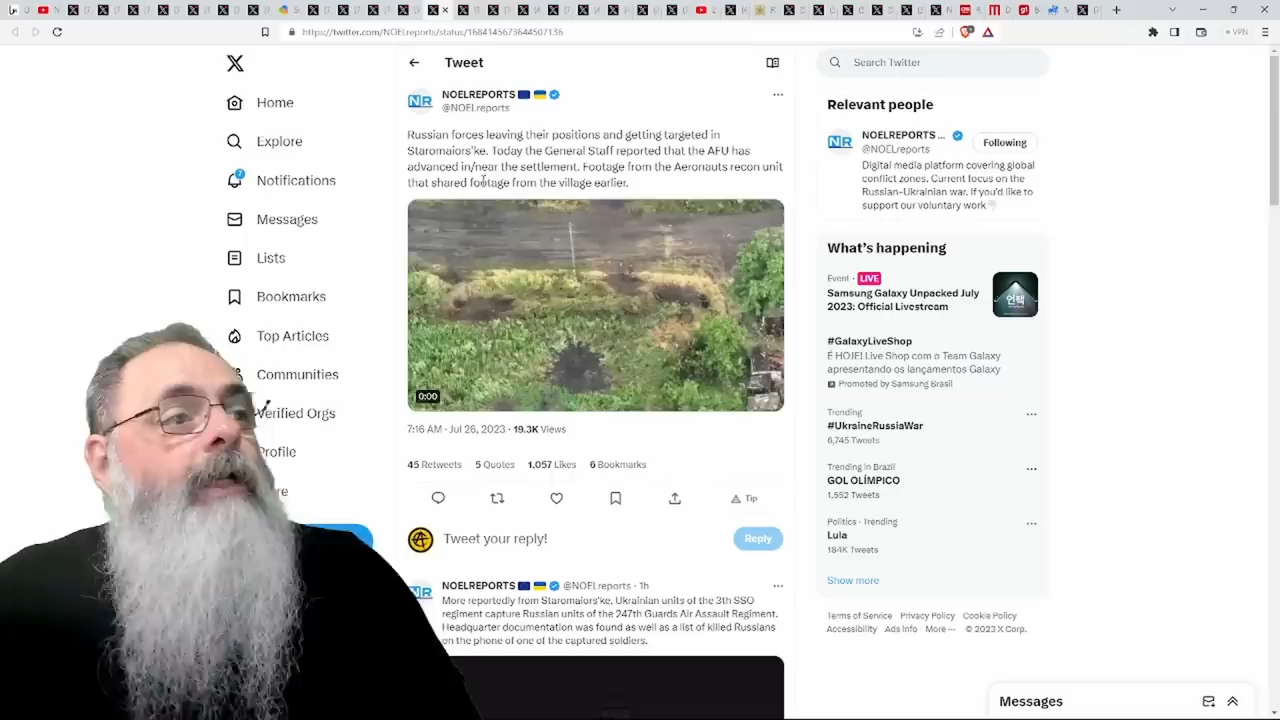 https://twitter.com/NOELreports/status/1684145673644507136
VPN
Home
Explore
7
Notifications
Messages
Lists
Bookmarks
Top Articles
Communities
Verified Orgs
Tweet
NOELREPORTS
@NOELreports
Russian forces leaving their positions and getting targeted in
Staromaiors'ke. Today the General Staff reported that the AFU has
advanced in/near the settlement. Footage from the Aeronauts recon unit
that shared footage from the village earlier.
0:00
7:16 AM · Jul 26, 2023 · 19.3K Views
45 Retweets 5 Quotes 1,057 Likes 6 Bookmarks
Tip
Tweet your reply!
Reply
NOELREPORTS @NOELreports · 1h
More reportedly from Staromaiors'ke. Ukrainian units of the 3th SSO
regiment capture Russian units of the 247th Guards Air Assault Regiment.
Headquarter documentation was found as well as a list of killed Russians
on the phone of one of the captured soldiers.
Search Twitter
Relevant people
NOELREPORTS ...
@NOELreports
Following
Digital media platform covering global
conflict zones. Current focus on the
Russian-Ukrainian war. If you'd like to
support our voluntary work
What's happening
Event · LIVE
Samsung Galaxy Unpacked July
2023: Official Livestream
언팩
#GalaxyLiveShop
É HOJE! Live Shop com o Team Galaxy
apresentando os lançamentos Galaxy
Promoted by Samsung Brasil
Trending
#UkraineRussiaWar
6,745 Tweets
Trending in Brazil
GOL OLÍMPICO
1,552 Tweets
Politics · Trending
Lula
184K Tweets
Show more
Terms of Service Privacy Policy Cookie Policy
Accessibility Ads info More ··· © 2023 X Corp.
Messages